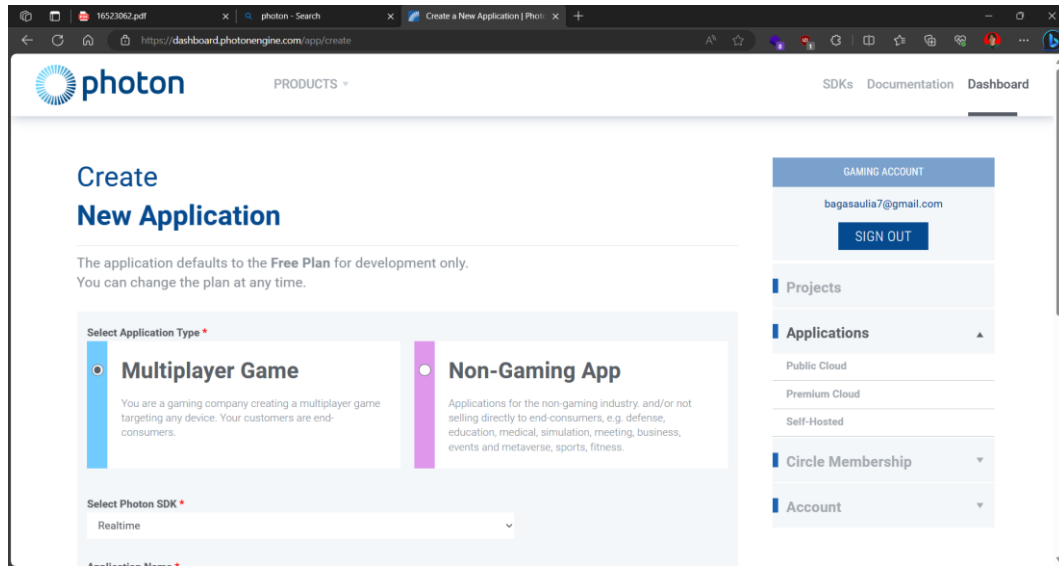 16523062.pdf
photon - Search
Create a New Application | Phot
https://dashboard.photonengine.com/app/create
photon
PRODUCTS
SDKs Documentation Dashboard
Create
New Application
The application defaults to the Free Plan for development only.
You can change the plan at any time.
Select Application Type *
Multiplayer Game
You are a gaming company creating a multiplayer game
targeting any device. Your customers are end-
consumers.
Non-Gaming App
Applications for the non-gaming industry. and/or not
selling directly to end-consumers, e.g. defense,
education, medical, simulation, meeting, business,
events and metaverse, sports, fitness.
Select Photon SDK *
Realtime
Application Name *
GAMING ACCOUNT
bagasaulia7@gmail.com
SIGN OUT
Projects
Applications
Public Cloud
Premium Cloud
Self-Hosted
Circle Membership
Account